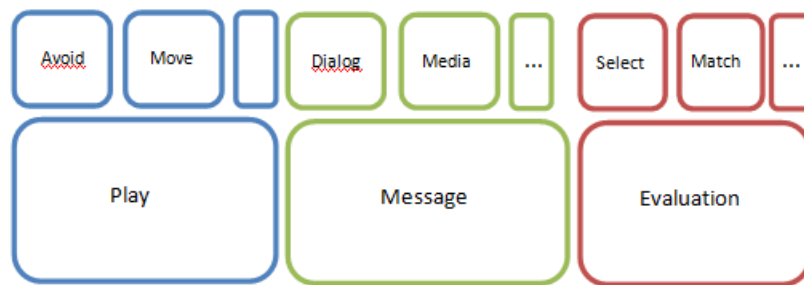 Avoid
Move
Dialog
Media
...
Select
Match
...
Play
Message
Evaluation